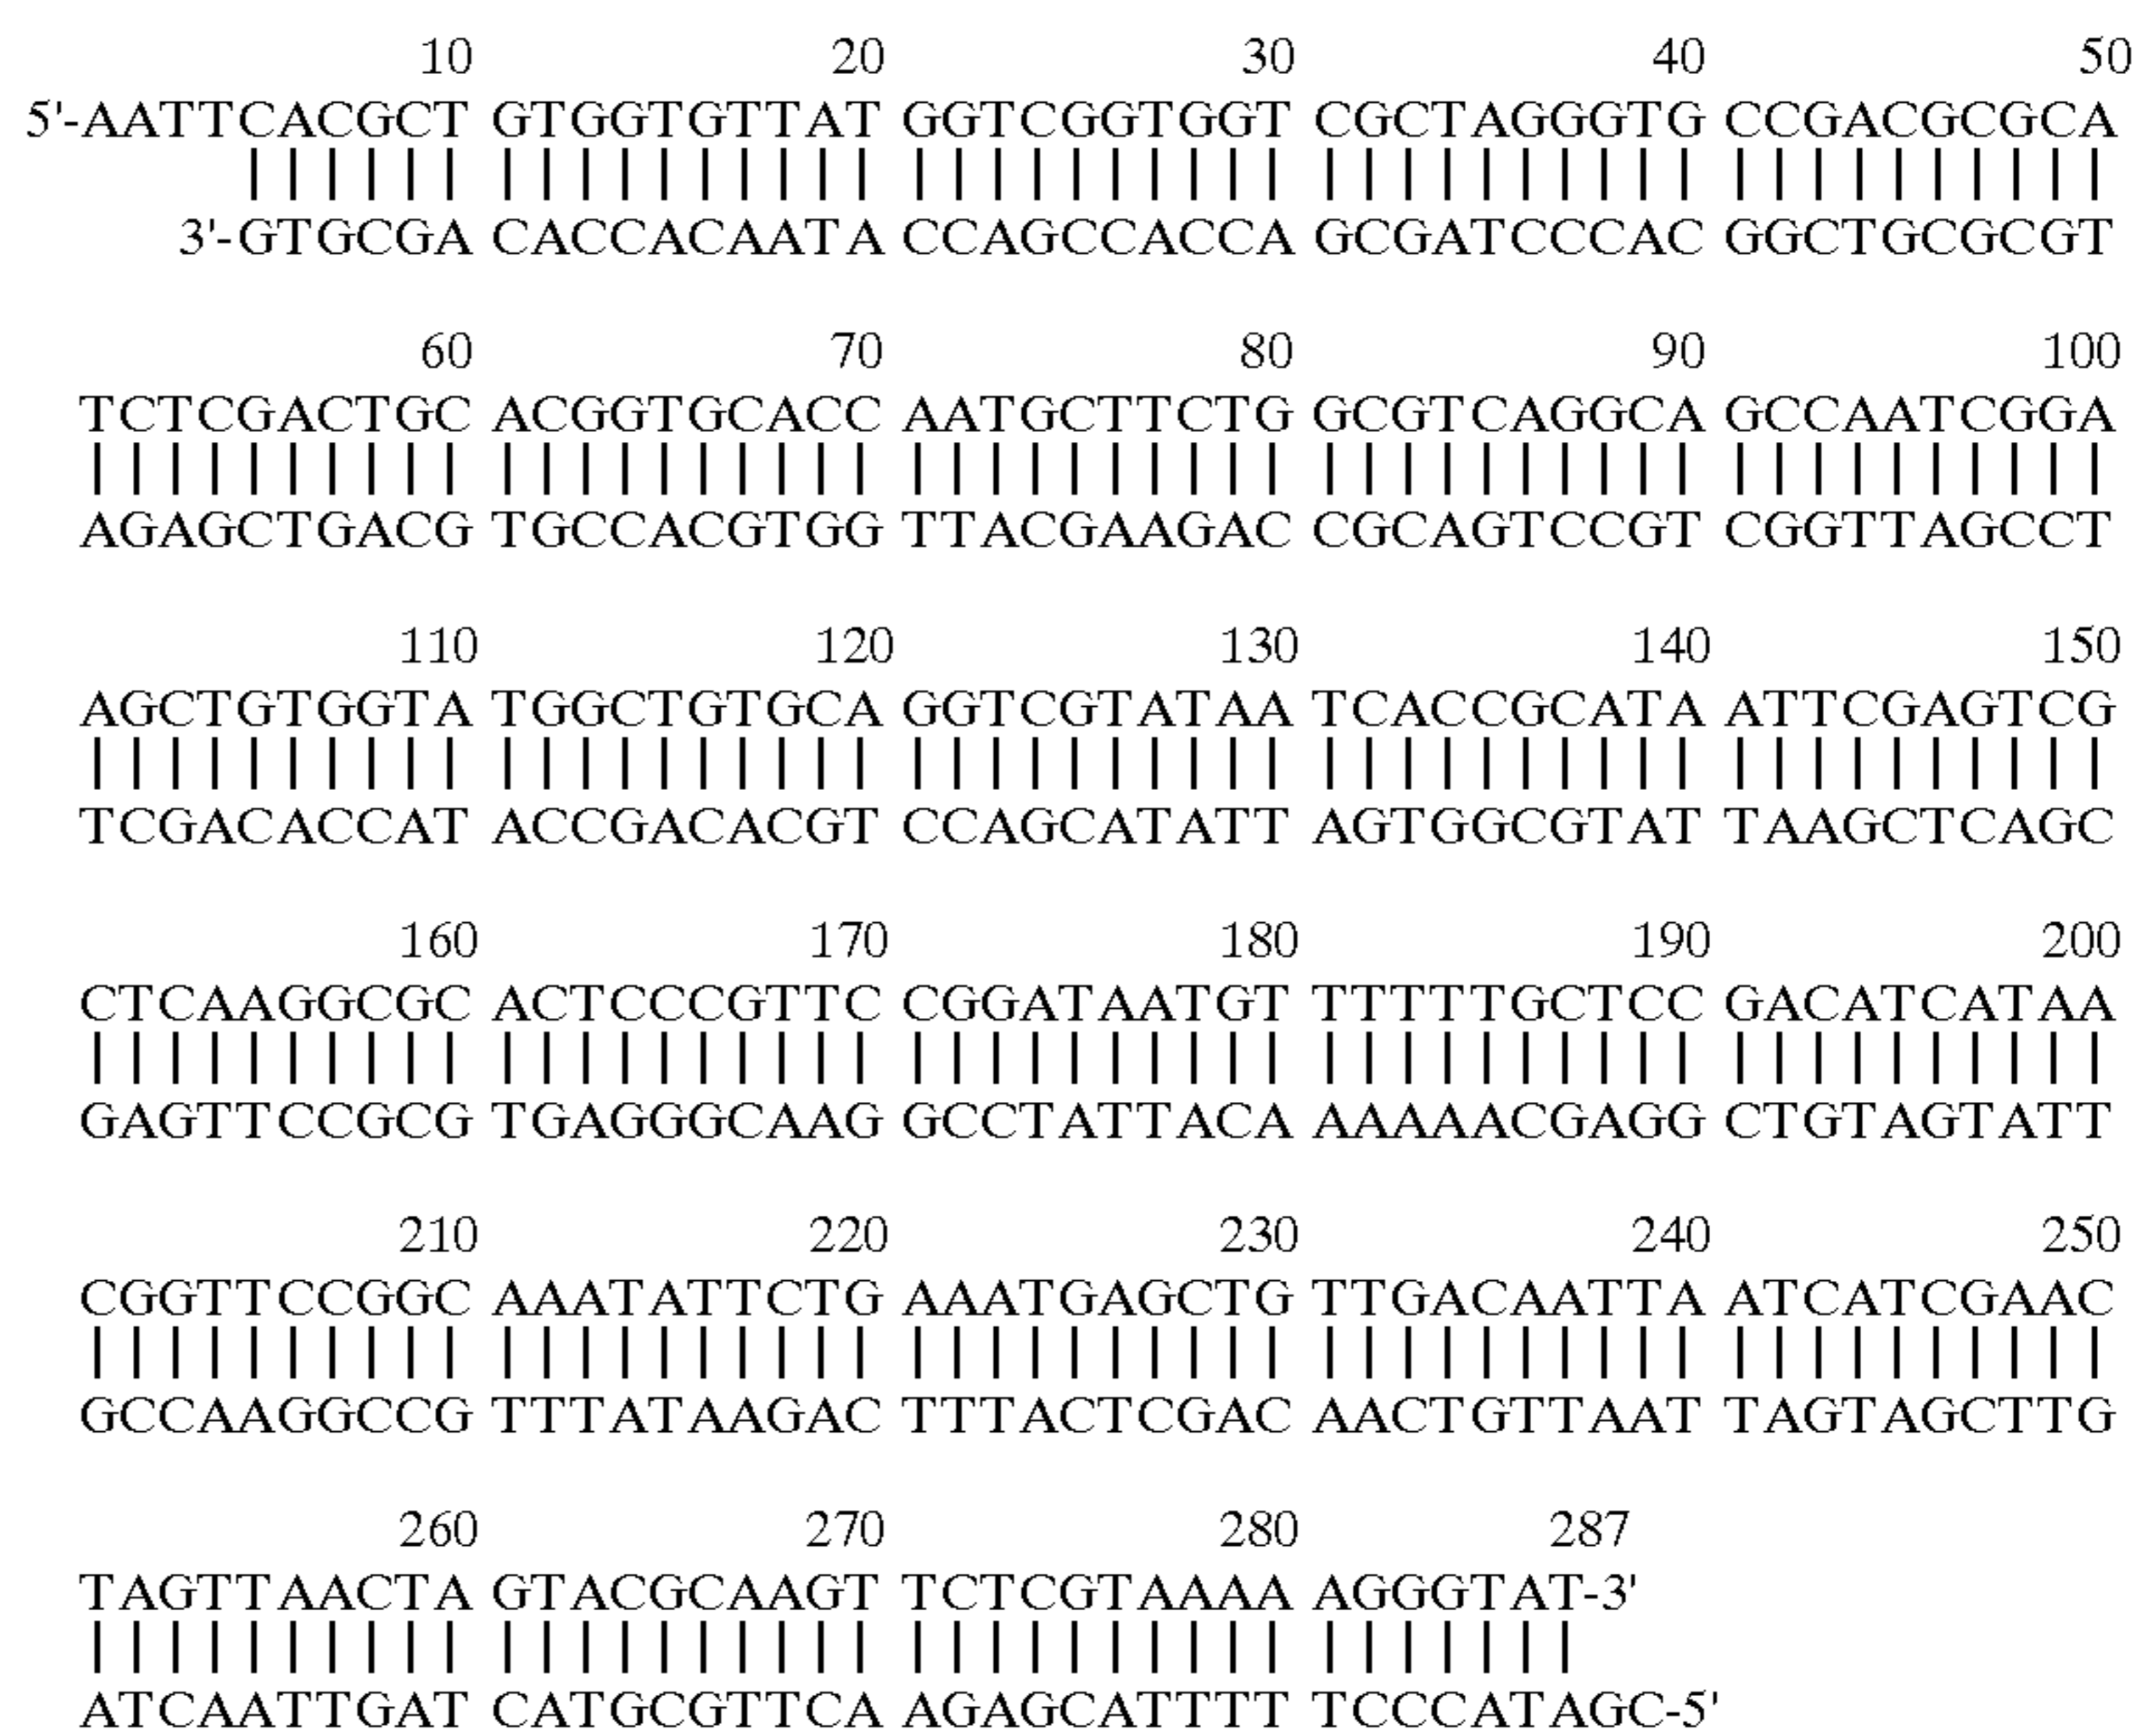 10 20 30 40 50
5'-AATTCACGCT GTGGTGTTAT GGTCGGTGGT CGCTAGGGTG CCGACGCGCA
3'-GTGCGA CACCACAATA CCAGCCACCA GCGATCCCAC GGCTGCGCGT
60 70 80 90 100
TCTCGACTGC ACGGTGCACC AATGCTTCTG GCGTCAGGCA GCCAATCGGA
AGAGCTGACG TGCCACGTGG TTACGAAGAC CGCAGTCCGT CGGTTAGCCT
110 120 130 140 150
AGCTGTGGTA TGGCTGTGCA GGTCGTATAA TCACCGCATA ATTCGAGTCG
TCGACACCAT ACCGACACGT CCAGCATATT AGTGGCGTAT TAAGCTCAGC
160 170 180 190 200
CTCAAGGCGC ACTCCCGTTC CGGATAATGT TTTTTGCTCC GACATCATAA
GAGTTCCGCG TGAGGGCAAG GCCTATTACA AAAAACGAGG CTGTAGTATT
210 220 230 240 250
CGGTTCCGGC AAATATTCTG AAATGAGCTG TTGACAATTA ATCATCGAAC
GCCAAGGCCG TTTATAAGAC TTTACTCGAC AACTGTTAAT TAGTAGCTTG
260 270 280 287
TAGTTAACTA GTACGCAAGT TCTCGTAAAA AGGGTAT-3'
ATCAATTGAT CATGCGTTCA AGAGCATTTT TCCCATAGC-5'